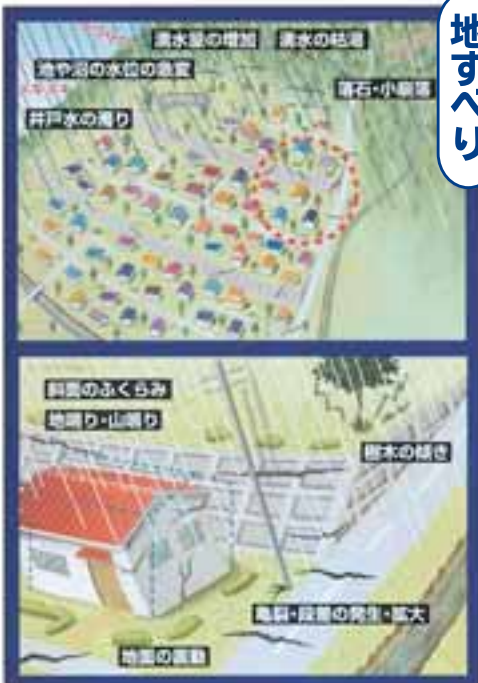 地すべり
湧水量の増加 湧水の枯渇
池や沼の水位の急変
落石・小崩落
井戸水の濁り
斜面のふくらみ
地鳴り・山鳴り
樹木の傾き
亀裂・段差の発生・拡大
地面の震動